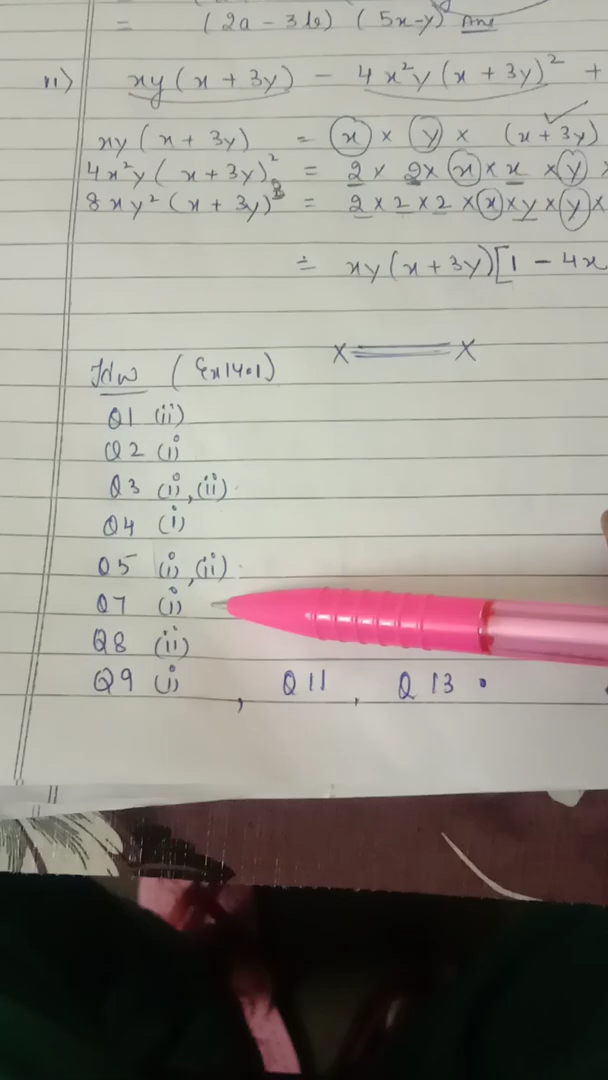 = (2a - 3b) (5x-y) Ans
vi) xy (x + 3y) - 4x²y (x + 3y)² +
xy (x + 3y) = x × y × (x + 3y)
4x²y (x + 3y)² = 2 × 2 × x × x × y ×
8xy² (x + 3y)³ = 2 × 2 × 2 × x × y × y ×
= xy (x + 3y) [1 - 4x
X X
H/W (Ex 14.1)
Q1 (ii)
Q2 (i)
Q3 (i), (ii).
Q4 (i)
Q5 (i), (ii).
Q7 (i)
Q8 (ii)
Q9 (i) , Q11 , Q13 .